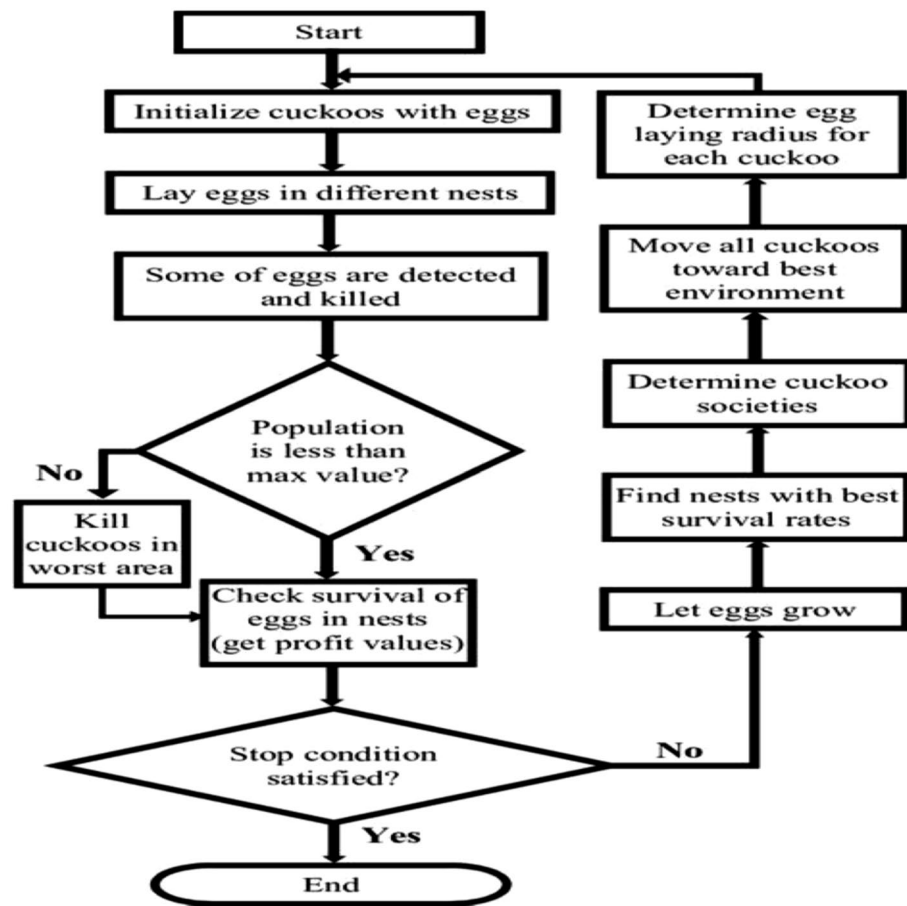 Start
Initialize cuckoos with eggs
Lay eggs in different nests
Some of eggs are detected
and killed
Population
is less than
max value?
No
Kill
cuckoos in
worst area
Yes
Check survival of
eggs in nests
(get profit values)
Stop condition
satisfied?
Yes
End
No
Let eggs grow
Find nests with best
survival rates
Determine cuckoo
societies
Move all cuckoos
toward best
environment
Determine egg
laying radius for
each cuckoo